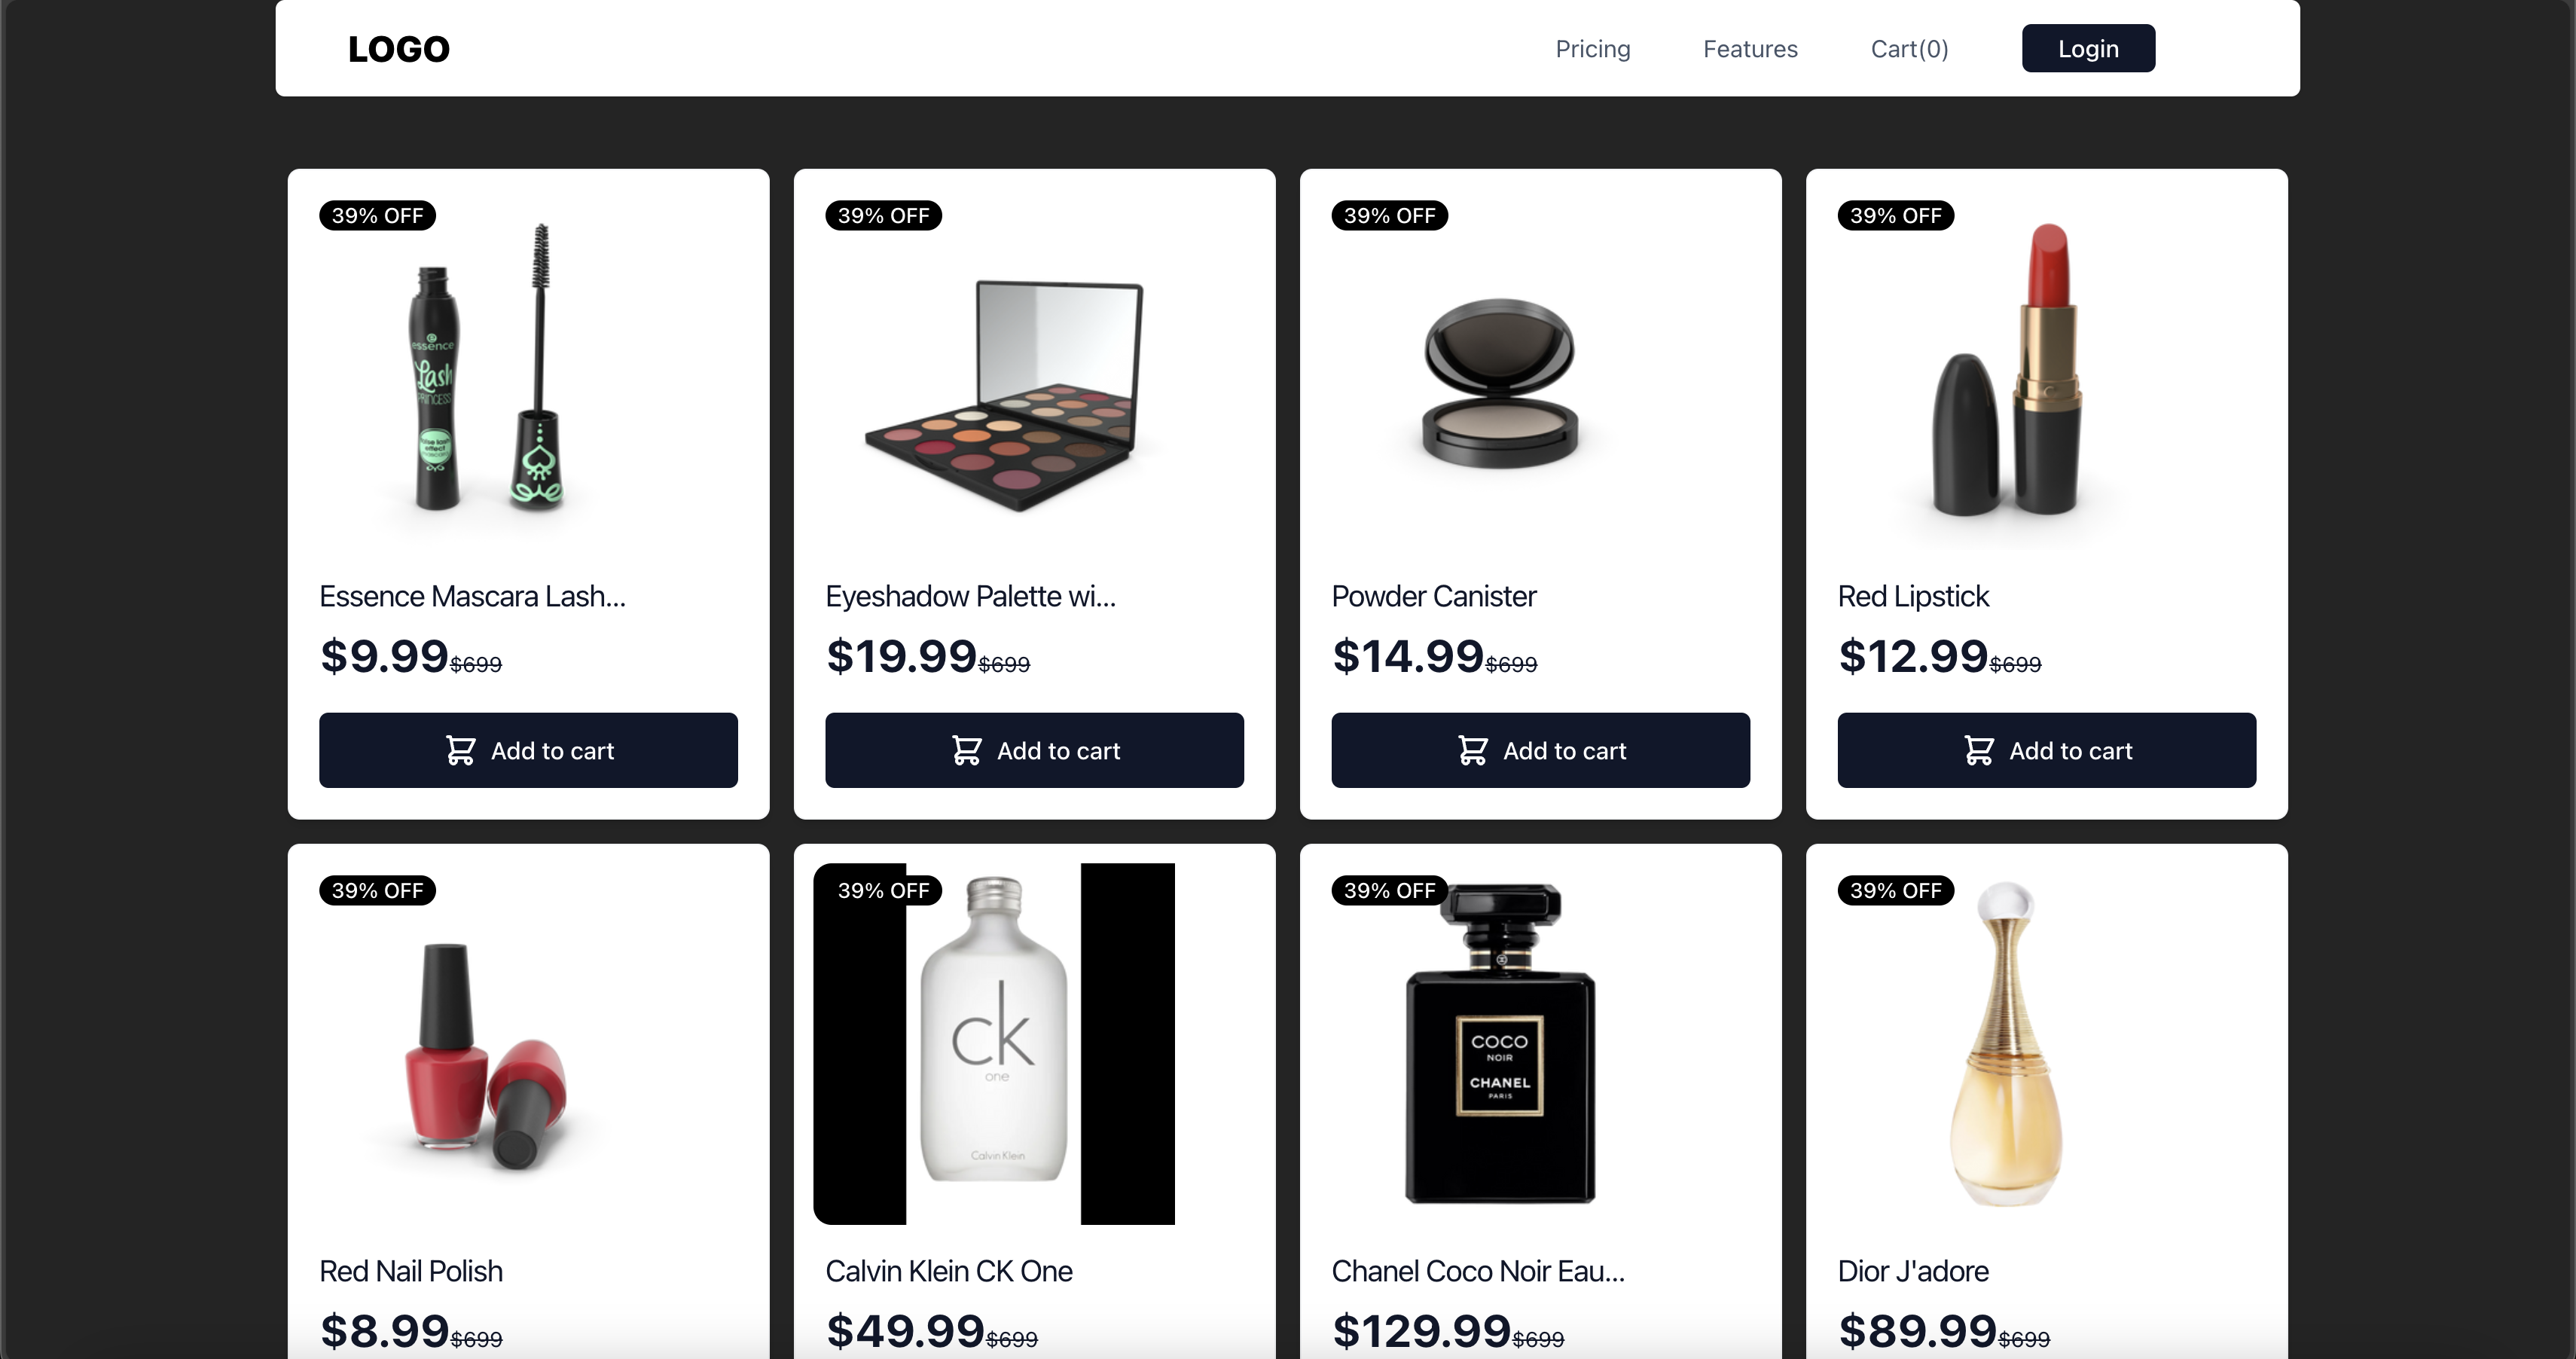 LOGO
Pricing
Features
Cart(0)
Login
39% OFF
39% OFF
39% OFF
39% OFF
essence
Lash
PRINCESS
false lash
effect
mascara
Essence Mascara Lash...
Eyeshadow Palette wi...
Powder Canister
Red Lipstick
$9.99$699
$19.99$699
$14.99$699
$12.99$699
Add to cart
Add to cart
Add to cart
Add to cart
39% OFF
39% OFF
39% OFF
39% OFF
ck
one
Calvin Klein
COCO
NOIR
CHANEL
PARIS
Red Nail Polish
Calvin Klein CK One
Chanel Coco Noir Eau...
Dior J'adore
$8.99$699
$49.99$699
$129.99$699
$89.99$699